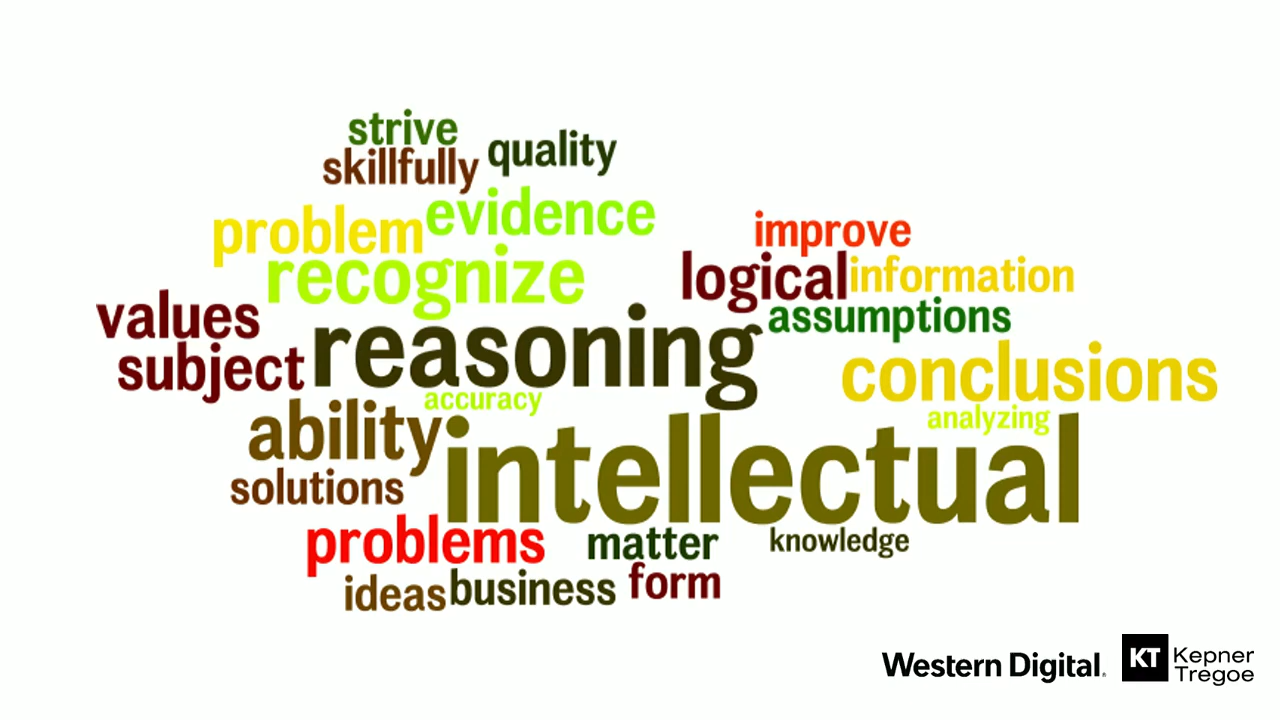 strive
skillfully quality
problem evidence
improve
recognize
logical information
values
assumptions
subject reasoning
conclusions
accuracy
analyzing
ability
intellectual
solutions
problems
matter
knowledge
ideas business form
Western Digital.
KT Kepner
Tregoe